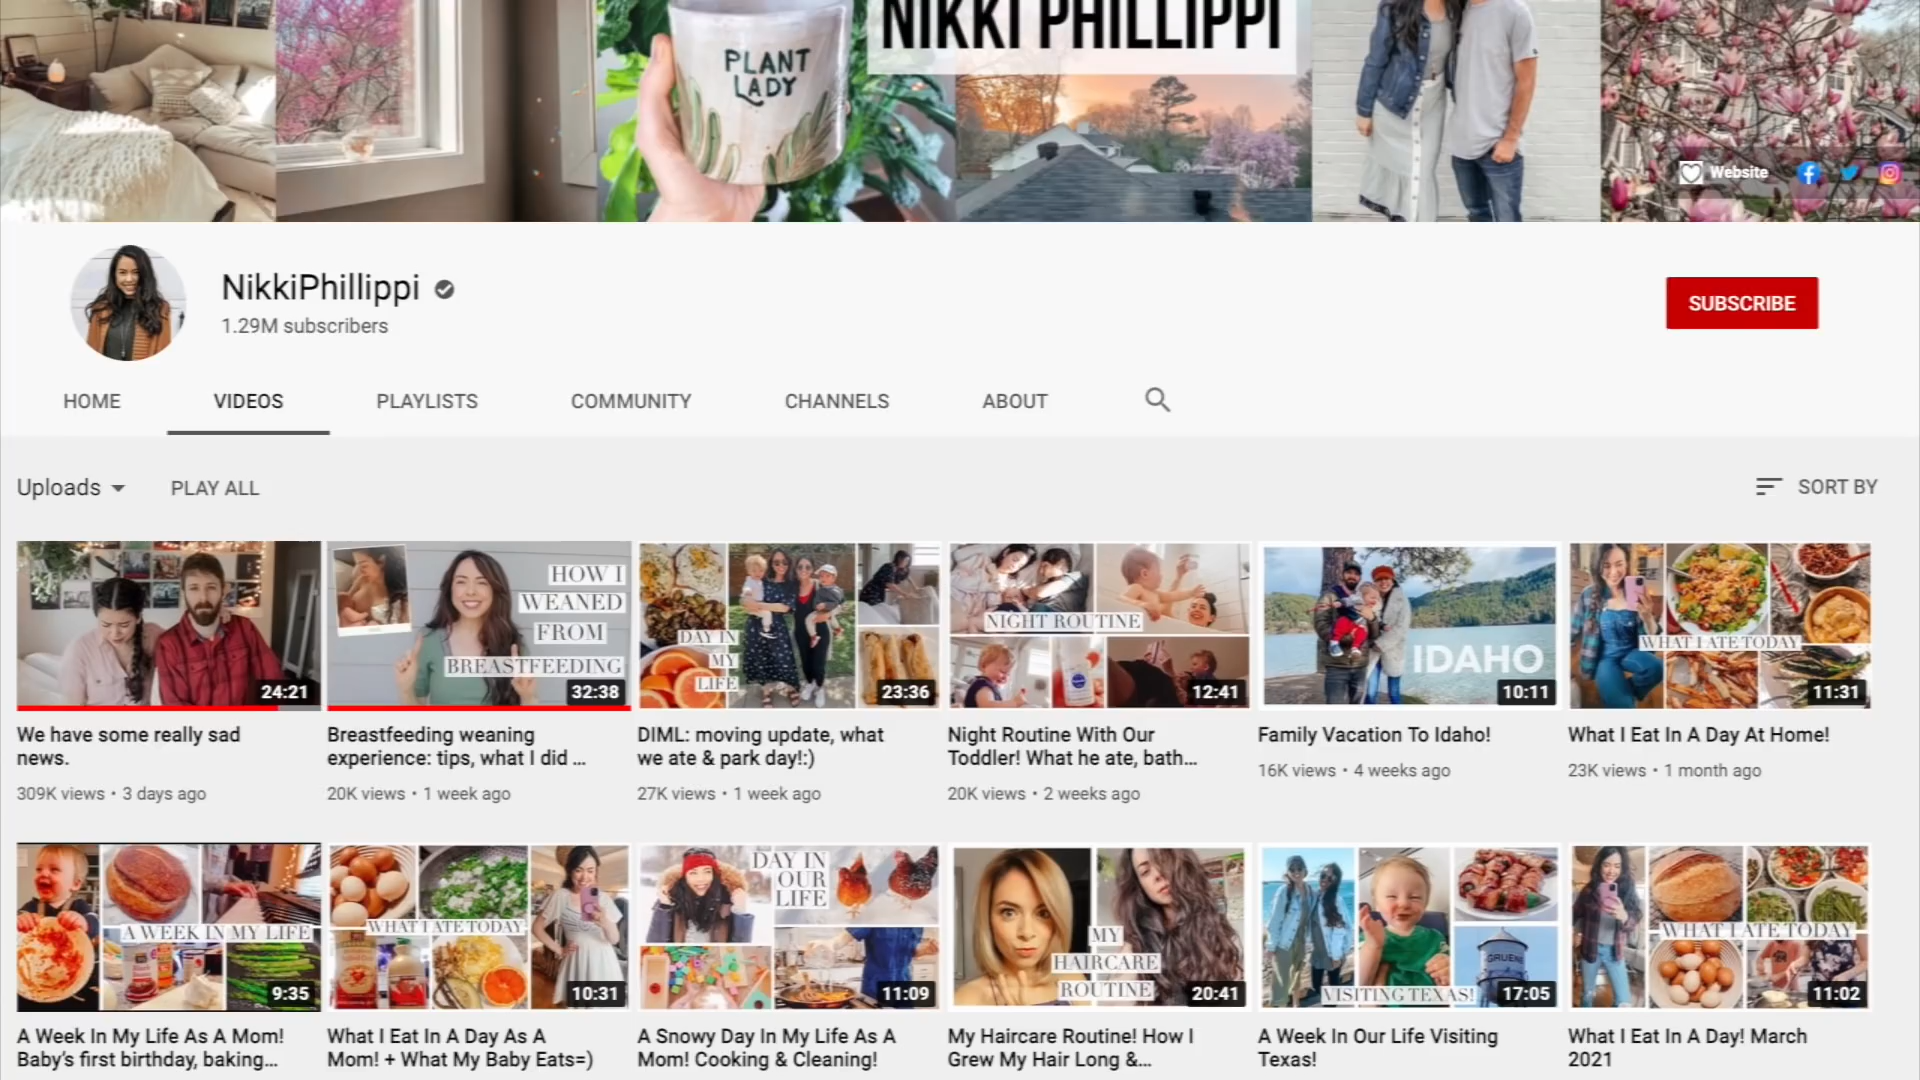 NIKKI PHILLIPPI
PLANT
LADY
Website
NikkiPhillippi
1.29M subscribers
SUBSCRIBE
HOME VIDEOS PLAYLISTS COMMUNITY CHANNELS ABOUT
Uploads PLAY ALL SORT BY
24:21
HOW I
WEANED
FROM
BREASTFEEDING
32:38
DAY IN
MY
LIFE
23:36
NIGHT ROUTINE
12:41
IDAHO
10:11
WHAT I ATE TODAY
11:31
We have some really sad
news.
309K views • 3 days ago
Breastfeeding weaning
experience: tips, what I did ...
20K views • 1 week ago
DIML: moving update, what
we ate & park day!:)
27K views • 1 week ago
Night Routine With Our
Toddler! What he ate, bath...
20K views • 2 weeks ago
Family Vacation To Idaho!
16K views • 4 weeks ago
What I Eat In A Day At Home!
23K views • 1 month ago
A WEEK IN MY LIFE
9:35
WHAT I ATE TODAY
10:31
DAY IN
OUR
LIFE
11:09
MY
HAIRCARE
ROUTINE
20:41
GRUENE
VISITING TEXAS!
17:05
WHAT I ATE TODAY
11:02
A Week In My Life As A Mom!
Baby's first birthday, baking...
What I Eat In A Day As A
Mom! + What My Baby Eats=)
A Snowy Day In My Life As A
Mom! Cooking & Cleaning!
My Haircare Routine! How I
Grew My Hair Long &...
A Week In Our Life Visiting
Texas!
What I Eat In A Day! March
2021